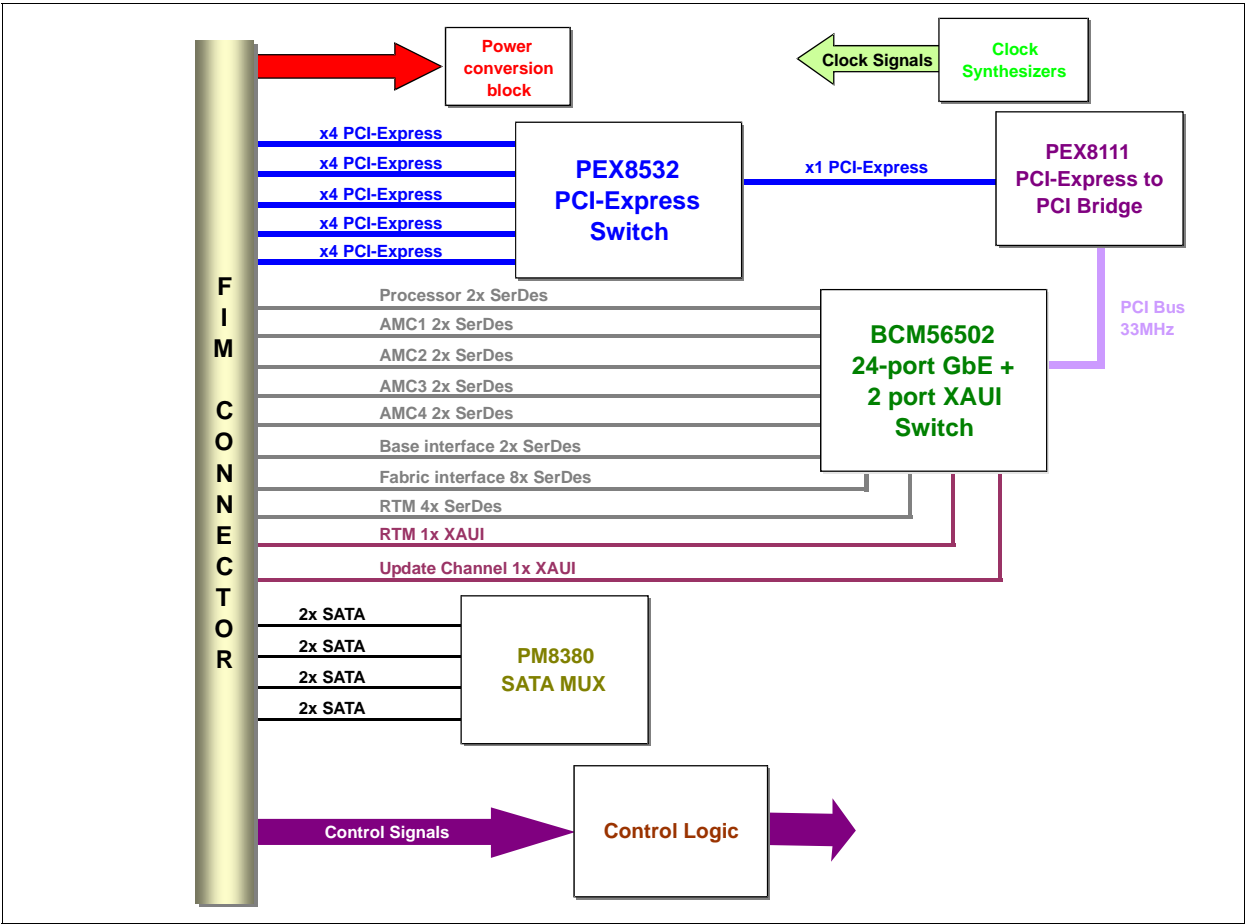 Power
conversion
block
Clock Signals
Clock
Synthesizers
x4 PCI-Express
x4 PCI-Express
x4 PCI-Express
x4 PCI-Express
x4 PCI-Express
PEX8532
PCI-Express
Switch
x1 PCI-Express
PEX8111
PCI-Express to
PCI Bridge
PCI Bus
33MHz
FIM CONNECTOR
Processor 2x SerDes
AMC1 2x SerDes
AMC2 2x SerDes
AMC3 2x SerDes
AMC4 2x SerDes
Base interface 2x SerDes
Fabric interface 8x SerDes
RTM 4x SerDes
RTM 1x XAUI
Update Channel 1x XAUI
BCM56502
24-port GbE +
2 port XAUI
Switch
2x SATA
2x SATA
2x SATA
2x SATA
PM8380
SATA MUX
Control Signals
Control Logic